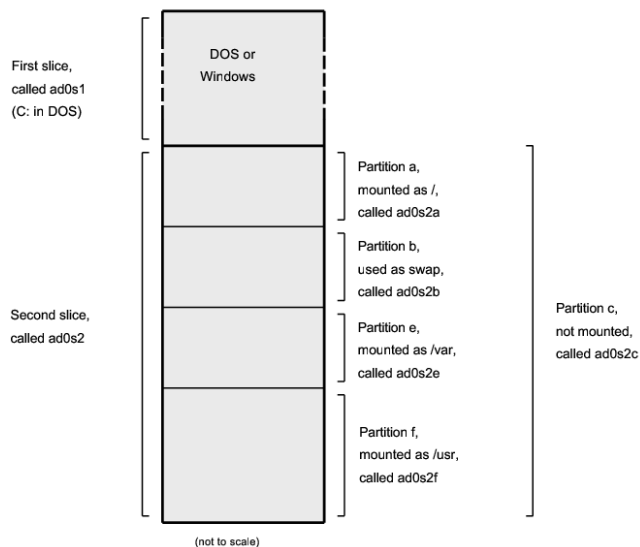 DOS or
Windows
First slice,
called ad0s1
(C: in DOS)
Partition a,
mounted as /,
called ad0s2a
Partition b,
used as swap,
called ad0s2b
Second slice,
called ad0s2
Partition e,
mounted as /var,
called ad0s2e
Partition c,
not mounted,
called ad0s2c
Partition f,
mounted as /usr,
called ad0s2f
(not to scale)